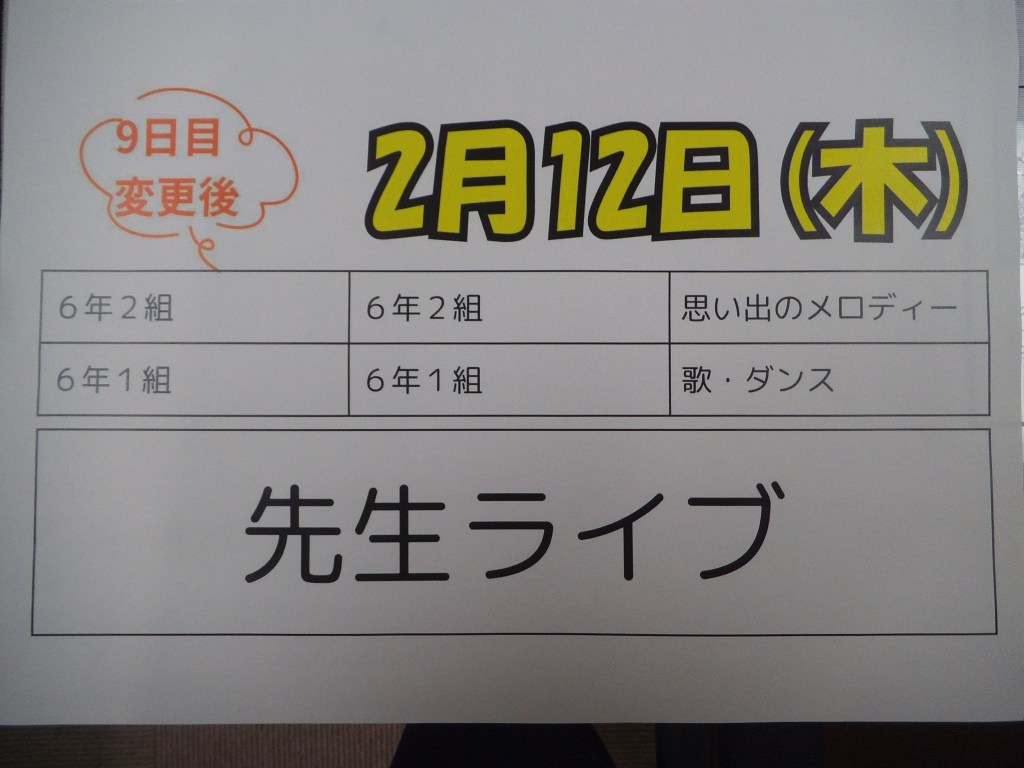 9日目
変更後
2月12日(木)
６年２組 ６年２組 思い出のメロディー
６年１組 ６年１組 歌・ダンス
先生ライブ